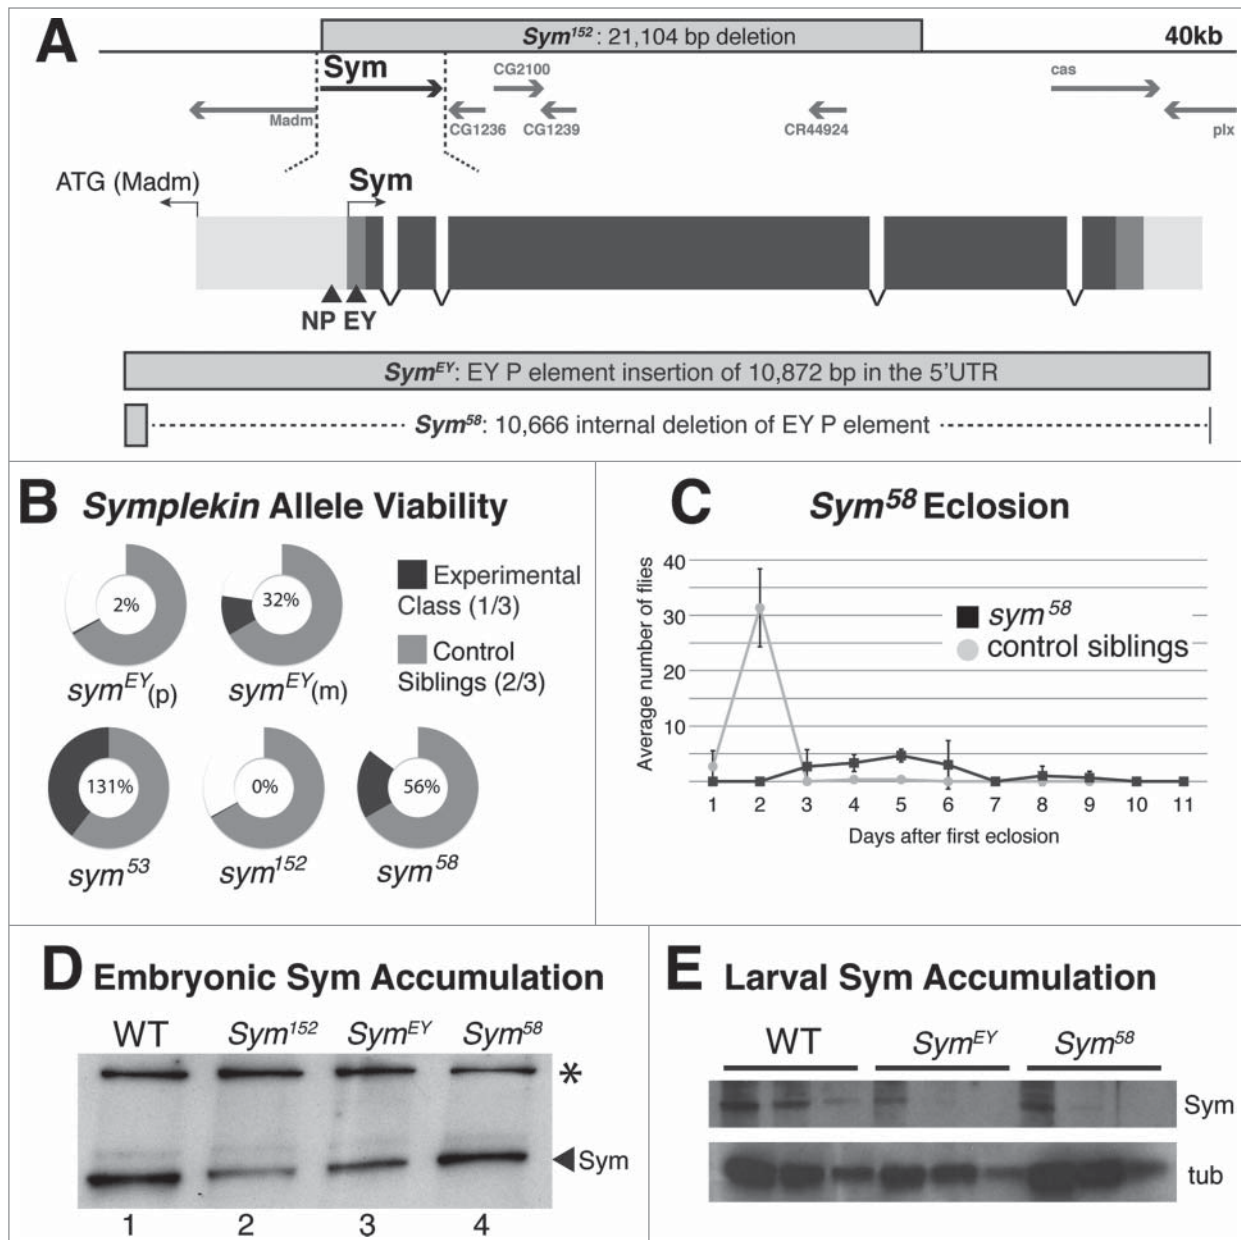 A
Sym152: 21,104 bp deletion
40kb
Sym
CG2100
cas
Madm
CG1236
CG1239
CR44924
plx
ATG (Madm)
Sym
NP EY
SymEY: EY P element insertion of 10,872 bp in the 5'UTR
Sym58: 10,666 internal deletion of EY P element
B Symplekin Allele Viability
2%
32%
Experimental
Class (1/3)
Control
Siblings (2/3)
symEY(p)
symEY(m)
131%
0%
56%
sym53
sym152
sym58
C Sym58 Eclosion
Average number of flies
40
30
20
10
sym58
control siblings
1 2 3 4 5 6 7 8 9 10 11
Days after first eclosion
D Embryonic Sym Accumulation
WT Sym152 SymEY Sym58
*
Sym
1 2 3 4
E Larval Sym Accumulation
WT SymEY Sym58
Sym
tub